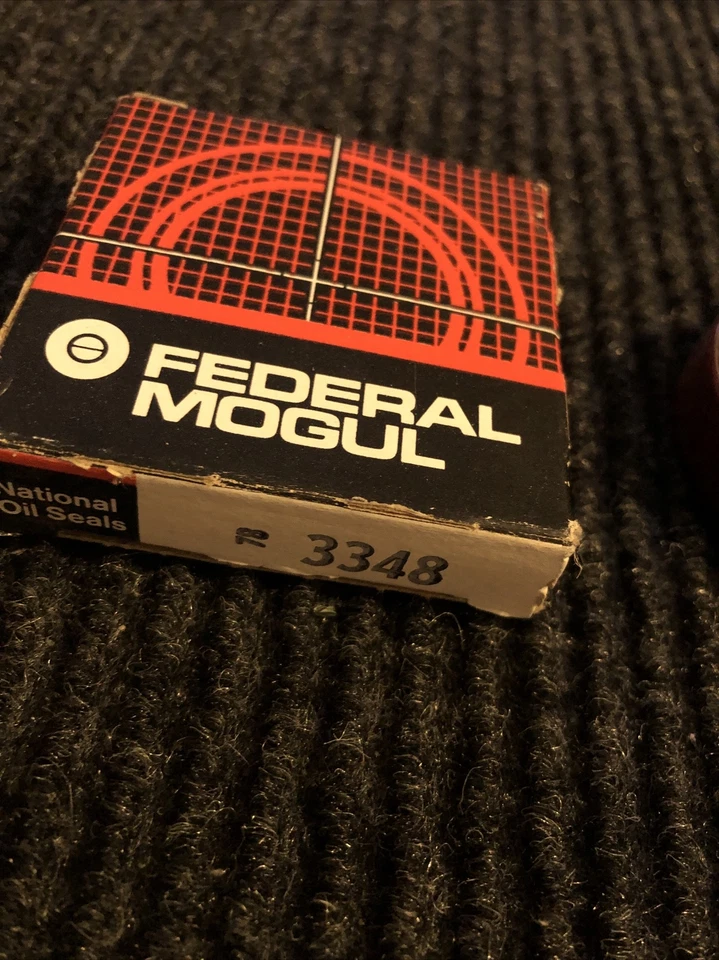 FEDERAL
MOGUL
National
Oil Seals
3348